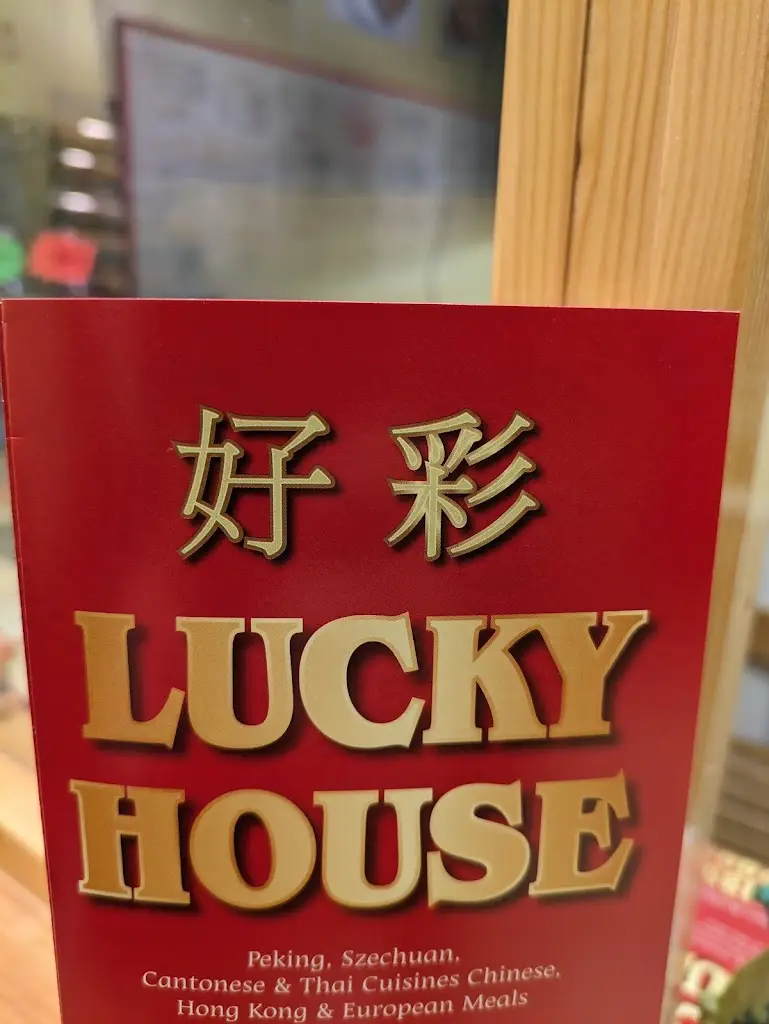 好彩
LUCKY
HOUSE
Peking, Szechuan,
Cantonese & Thai Cuisines Chinese,
Hong Kong & European Meals